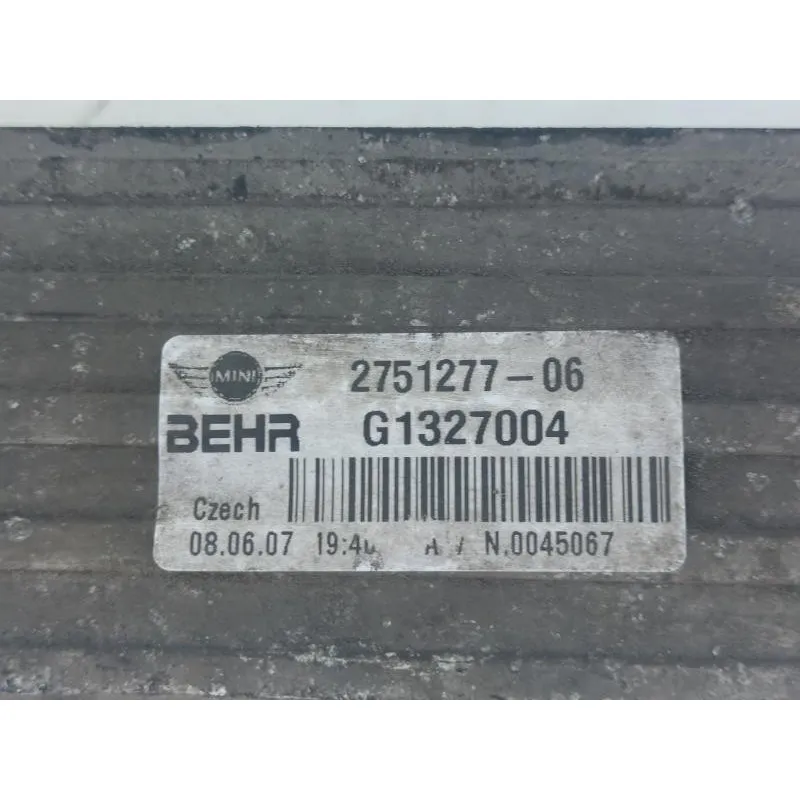 MINI 2751277-06
BEHR G1327004
Czech
08.06.07 N.0045067